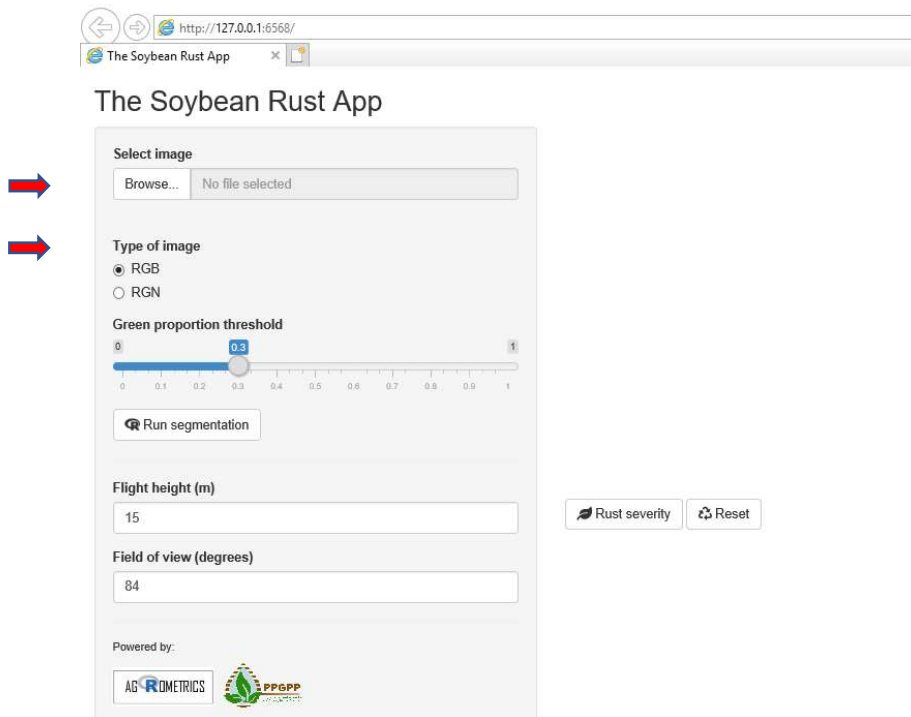 http://127.0.0.1:6568/
The Soybean Rust App
The Soybean Rust App
Select image
Browse... No file selected
Type of image
RGB
RGN
Green proportion threshold
0 0.3 1
0 0.1 0.2 0.3 0.4 0.5 0.6 0.7 0.8 0.9 1
Run segmentation
Flight height (m)
15
Rust severity Reset
Field of view (degrees)
84
Powered by:
AGROMETRICS PPGPP